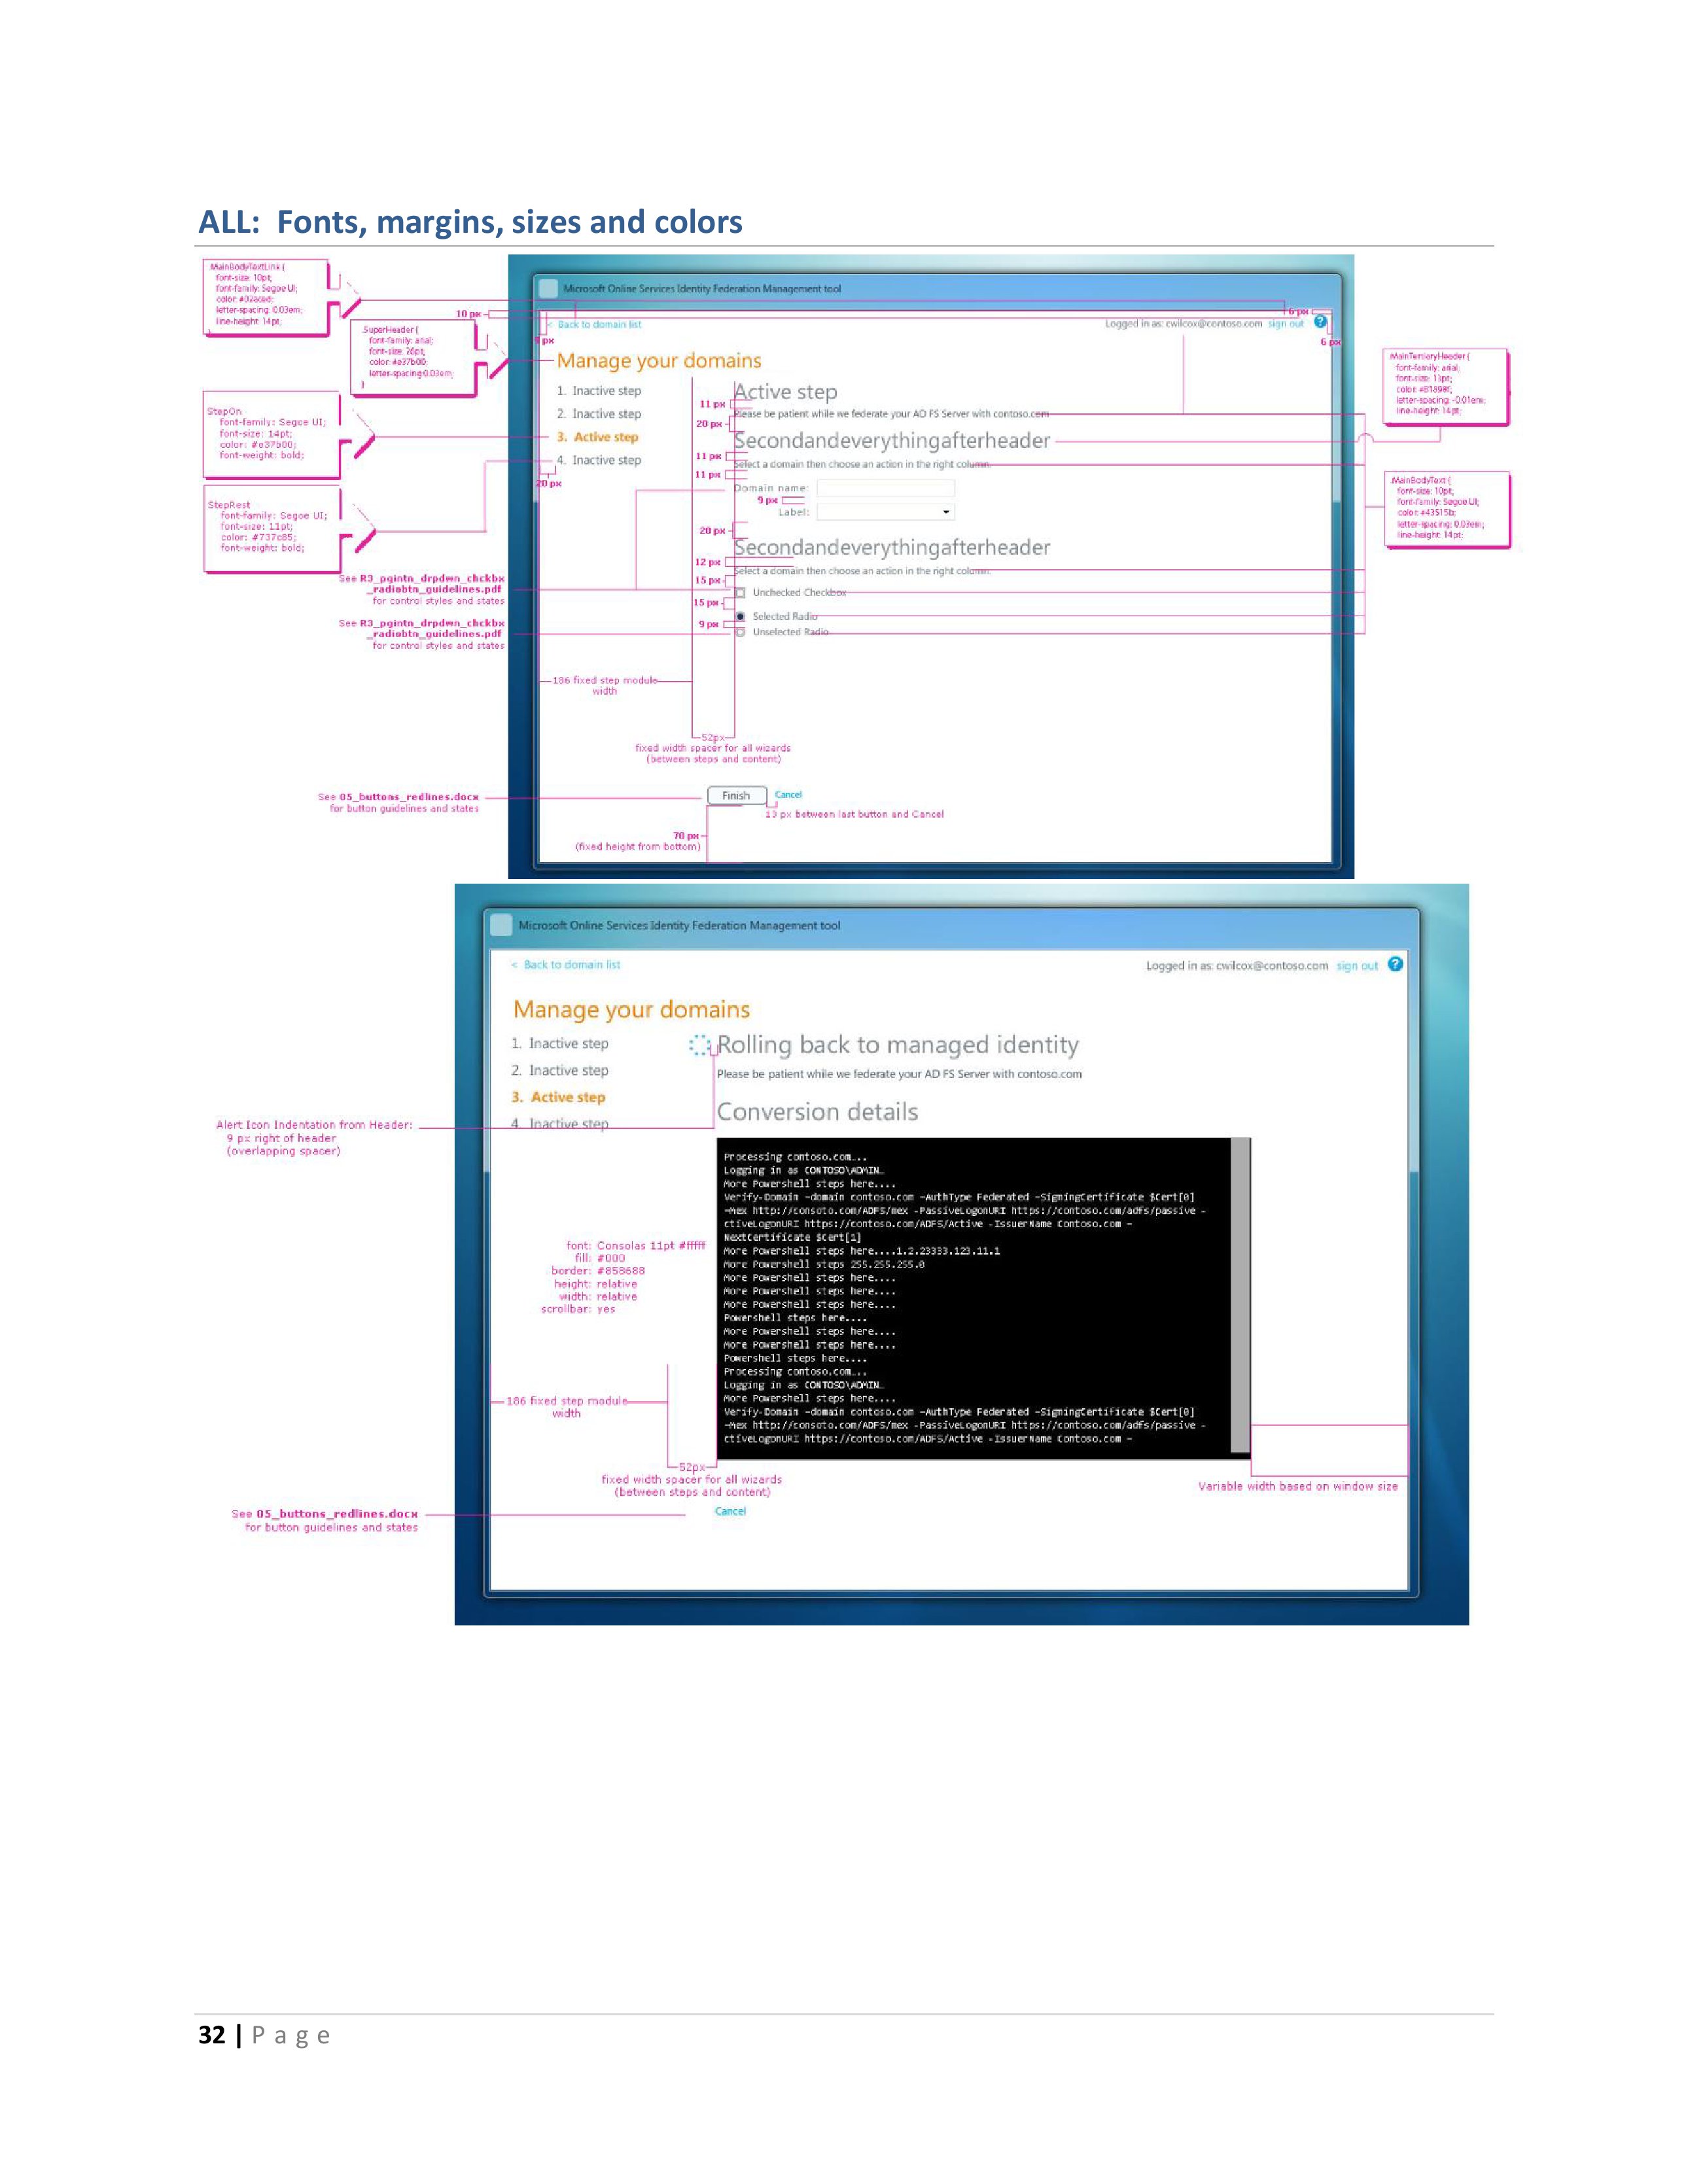 ALL:  Fonts, margins, sizes and colors
MainBodyTextLink {
font-size: 10pt;
font-family: Segoe UI;
letter-spacing: 0.03em;
line-height: 14pt;
.SuperHeader {
font-family: arial;
font-size: 26pt;
color: #e37b00;
letter-spacing:0.03em;
}
StepOn
font-family: Segoe UI;
font-size: 14pt;
color: #e37b00;
font-weight: bold;
StepRest
font-family: Segoe UI;
font-size: 11pt;
color: #737c85;
font-weight: bold;
See R3_pgintn_drpdwn_chckbx
_radiobtn_guidelines.pdf
for control styles and states
See R3_pgintn_drpdwn_chckbx
_radiobtn_guidelines.pdf
for control styles and states
See 05_buttons_redlines.docx
for button guidelines and states
Microsoft Online Services Identity Federation Management tool
10 px
6 px
< Back to domain list
Logged in as: cwilcox@contoso.com sign out ?
px
6 px
Manage your domains
1. Inactive step
2. Inactive step
3. Active step
4. Inactive step
20 px
Active step
11 px
Please be patient while we federate your AD FS Server with contoso.com
20 px
Secondandeverythingafterheader
11 px
Select a domain then choose an action in the right column.
11 px
Domain name:
9 px
Label:
20 px
Secondandeverythingafterheader
12 px
Select a domain then choose an action in the right column.
15 px
Unchecked Checkbox
15 px
Selected Radio
9 px
Unselected Radio
186 fixed step module
width
52px
fixed width spacer for all wizards
(between steps and content)
Finish
Cancel
13 px between last button and Cancel
70 px
(fixed height from bottom)
MainTertiaryHeader {
font-family: arial;
font-size: 13pt;
letter-spacing: -0.01em;
line-height: 14pt;
.MainBodyText {
font-size: 10pt;
font-family: Segoe UI;
color: #43515b;
letter-spacing: 0.03em;
line-height: 14pt;
Microsoft Online Services Identity Federation Management tool
< Back to domain list
Logged in as: cwilcox@contoso.com sign out ?
Manage your domains
1. Inactive step
2. Inactive step
3. Active step
4. Inactive step
Rolling back to managed identity
Please be patient while we federate your AD FS Server with contoso.com
Conversion details
Alert Icon Indentation from Header:
9 px right of header
(overlapping spacer)
font: Consolas 11pt #fffff
fill: #000
border: #858688
height: relative
width: relative
scrollbar: yes
Processing contoso.com...
Logging in as CONTOSO\ADMIN…
More Powershell steps here....
Verify-Domain –domain contoso.com –AuthType Federated –SigningCertificate $Cert[0]
–Mex http://consoto.com/ADFS/mex -PassiveLogonURI https://contoso.com/adfs/passive -
ctiveLogonURI https://contoso.com/ADFS/Active -IssuerName Contoso.com –
NextCertificate $Cert[1]
More Powershell steps here....1.2.23333.123.11.1
More Powershell steps 255.255.255.0
More Powershell steps here....
More Powershell steps here....
More Powershell steps here....
Powershell steps here....
More Powershell steps here....
More Powershell steps here....
Powershell steps here....
Processing contoso.com...
Logging in as CONTOSO\ADMIN…
More Powershell steps here....
Verify-Domain –domain contoso.com –AuthType Federated –SigningCertificate $Cert[0]
–Mex http://consoto.com/ADFS/mex -PassiveLogonURI https://contoso.com/adfs/passive -
ctiveLogonURI https://contoso.com/ADFS/Active -IssuerName Contoso.com –
186 fixed step module
width
52px
fixed width spacer for all wizards
(between steps and content)
Variable width based on window size
See 05_buttons_redlines.docx
for button guidelines and states
Cancel
32 | Page